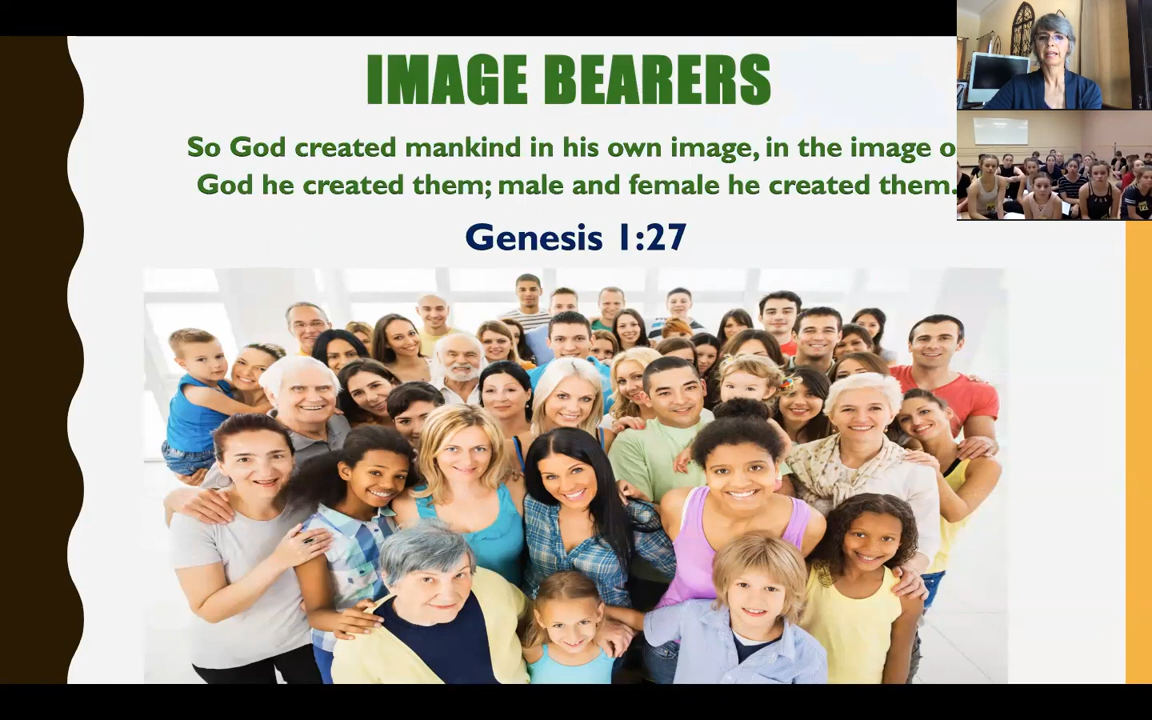 IMAGE BEARERS
So God created mankind in his own image, in the image o
God he created them; male and female he created them.
Genesis 1:27